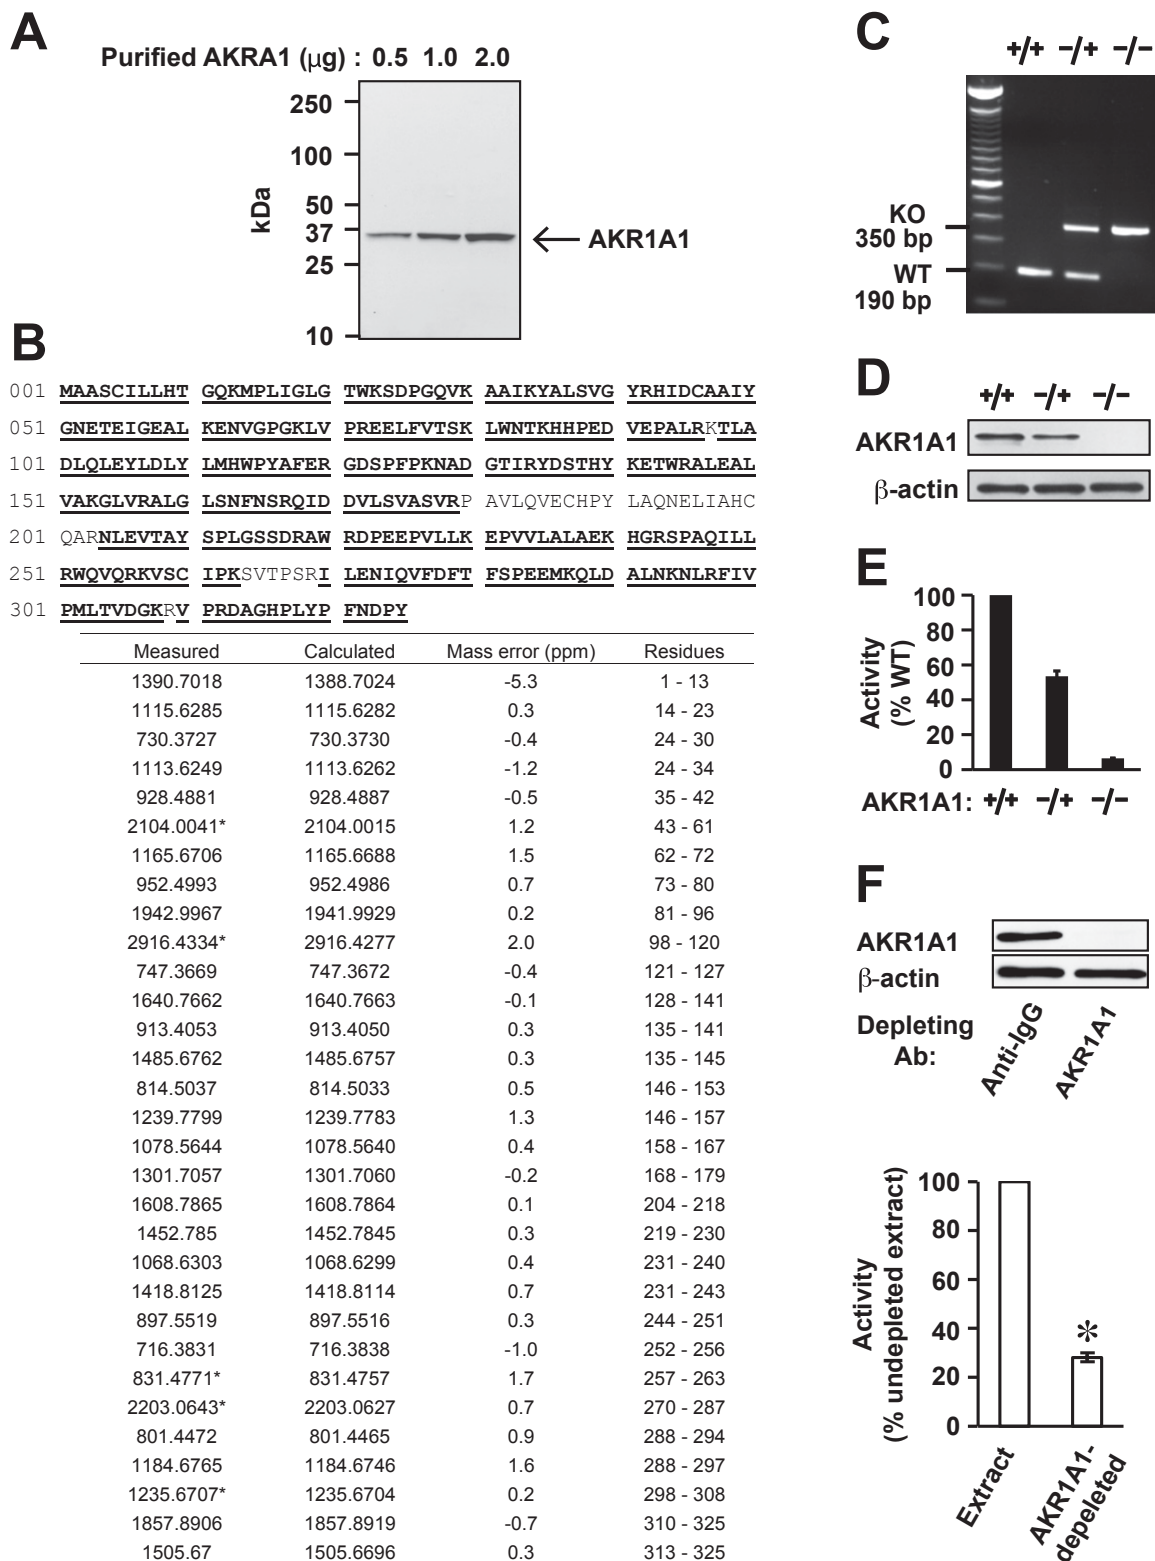 A
Purified AKRA1 (μg) : 0.5 1.0 2.0
250
100
50
37
25
10
kDa
AKR1A1
B
001 MAASCILLHT GQKMPLIGLG TWKSDPGQVK AAIKYALSVG YRHIDCAAIY
051 GNETEIGEAL KENVGPGKLV PREELFVTSK LWNTKHHPED VEPALRKTLA
101 DLQLEYLDLY LMHWPYAFER GDSPFPKNAD GTIRYDSTHY KETWRALEAL
151 VAKGLVRALG LSNFNSRQID DVLSVASVRP AVLQVECHPY LAQNELIAHC
201 QARNLEVTAY SPLGSSDRAW RDPEEPVLLK EPVVLALAEK HGRSPAQILL
251 RWQVQRKVSC IPKSVTPSRI LENIQVFDFT FSPEEMKQLD ALNKNLRFIV
301 PMLTVDGKRV PRDAGHPLYP FNDPY
Measured Calculated Mass error (ppm) Residues
1390.7018 1388.7024 -5.3 1 - 13
1115.6285 1115.6282 0.3 14 - 23
730.3727 730.3730 -0.4 24 - 30
1113.6249 1113.6262 -1.2 24 - 34
928.4881 928.4887 -0.5 35 - 42
2104.0041* 2104.0015 1.2 43 - 61
1165.6706 1165.6688 1.5 62 - 72
952.4993 952.4986 0.7 73 - 80
1942.9967 1941.9929 0.2 81 - 96
2916.4334* 2916.4277 2.0 98 - 120
747.3669 747.3672 -0.4 121 - 127
1640.7662 1640.7663 -0.1 128 - 141
913.4053 913.4050 0.3 135 - 141
1485.6762 1485.6757 0.3 135 - 145
814.5037 814.5033 0.5 146 - 153
1239.7799 1239.7783 1.3 146 - 157
1078.5644 1078.5640 0.4 158 - 167
1301.7057 1301.7060 -0.2 168 - 179
1608.7865 1608.7864 0.1 204 - 218
1452.785 1452.7845 0.3 219 - 230
1068.6303 1068.6299 0.4 231 - 240
1418.8125 1418.8114 0.7 231 - 243
897.5519 897.5516 0.3 244 - 251
716.3831 716.3838 -1.0 252 - 256
831.4771* 831.4757 1.7 257 - 263
2203.0643* 2203.0627 0.7 270 - 287
801.4472 801.4465 0.9 288 - 294
1184.6765 1184.6746 1.6 288 - 297
1235.6707* 1235.6704 0.2 298 - 308
1857.8906 1857.8919 -0.7 310 - 325
1505.67 1505.6696 0.3 313 - 325
C
+/+ −/+ −/−
KO
350 bp
WT
190 bp
D
+/+ −/+ −/−
AKR1A1
β-actin
E
Activity
(% WT)
100
80
60
40
20
0
AKR1A1: +/+ −/+ −/−
F
AKR1A1
β-actin
Depleting
Ab:
Anti-IgG
AKR1A1
Activity
(% undepleted extract)
100
80
60
40
20
0
*
Extract
AKR1A1-
depeleted